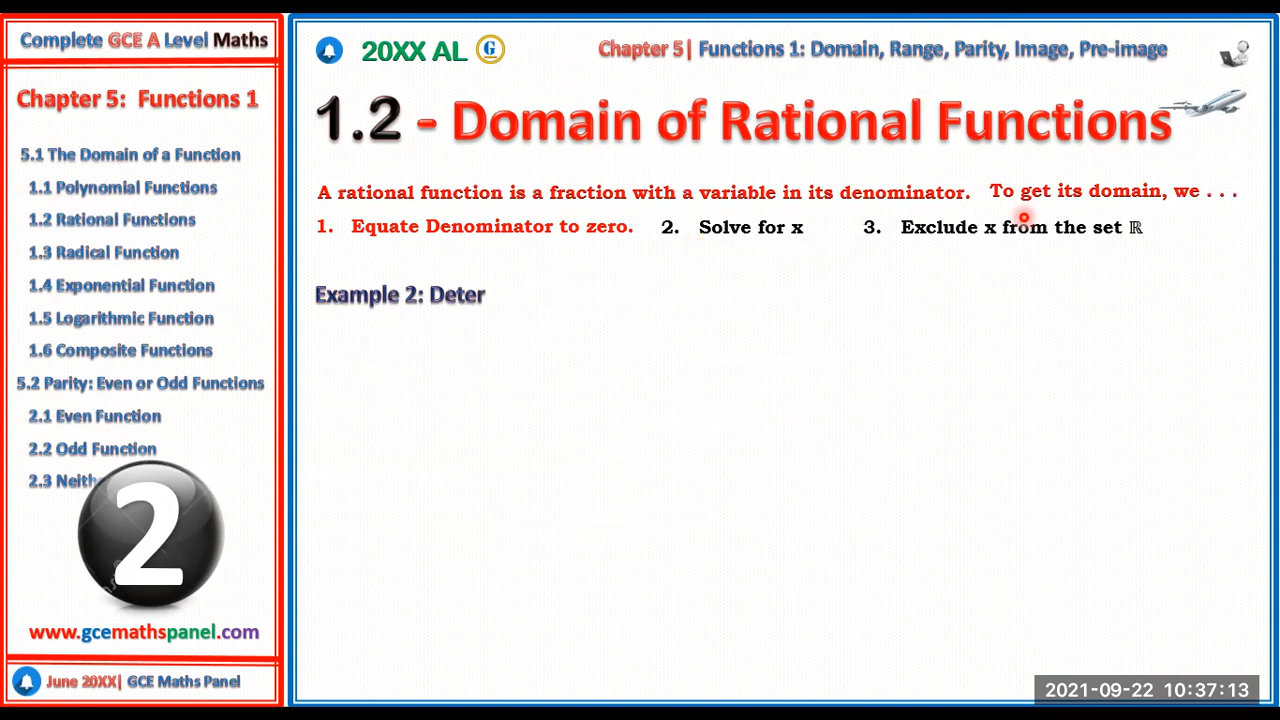 Complete GCE A Level Maths
Chapter 5: Functions 1
5.1 The Domain of a Function
1.1 Polynomial Functions
1.2 Rational Functions
1.3 Radical Function
1.4 Exponential Function
1.5 Logarithmic Function
1.6 Composite Functions
5.2 Parity: Even or Odd Functions
2.1 Even Function
2.2 Odd Function
2.3
2
www.gcemathspanel.com
June 20XX| GCE Maths Panel
20XX AL G
Chapter 5| Functions 1: Domain, Range, Parity, Image, Pre-image
1.2 - Domain of Rational Functions
A rational function is a fraction with a variable in its denominator. To get its domain, we . . .
1. Equate Denominator to zero. 2. Solve for x 3. Exclude x from the set ℝ
Example 2: Deter
2021-09-22 10:37:13